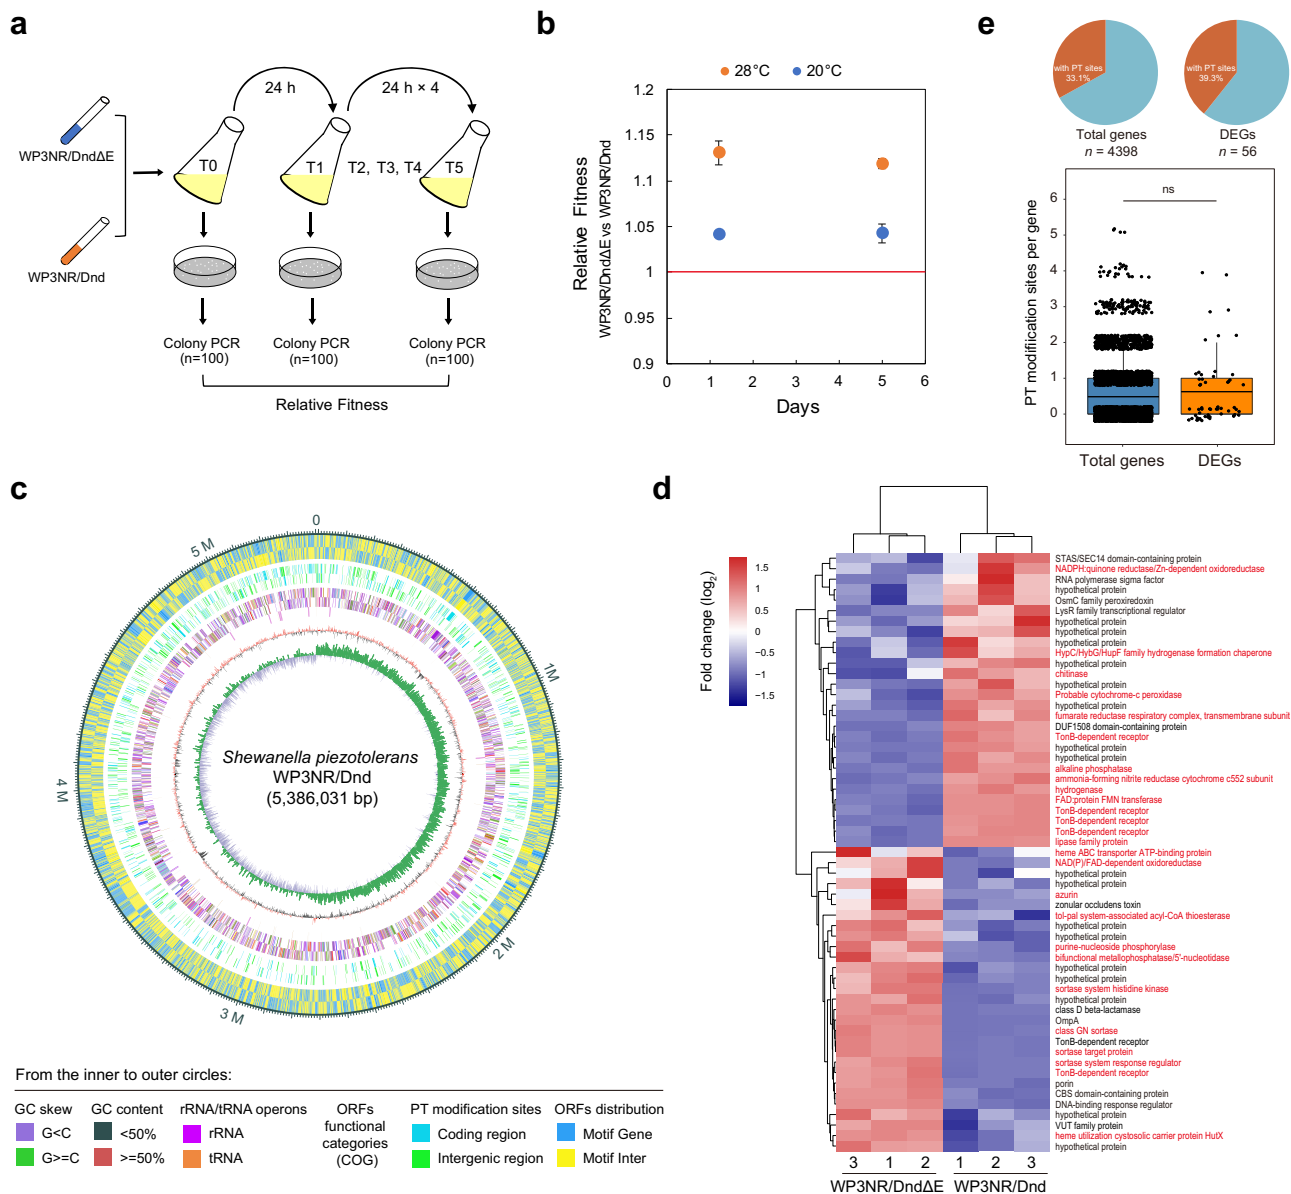 a
24 h
24 h × 4
WP3NR/DndΔE
WP3NR/Dnd
T0
T1
T2, T3, T4
T5
Colony PCR
(n=100)
Colony PCR
(n=100)
Colony PCR
(n=100)
Relative Fitness
b
28°C
20°C
Relative Fitness
WP3NR/DndΔE vs WP3NR/Dnd
1.2
1.15
1.1
1.05
1
0.95
0.9
0 1 2 3 4 5 6
Days
e
with PT sites
33.1%
with PT sites
39.3%
Total genes
n = 4398
DEGs
n = 56
PT modifiication sites per gene
ns
6
5
4
3
2
1
0
Total genes
DEGs
c
0
1M
2 M
3 M
4 M
5 M
Shewanella piezotolerans
WP3NR/Dnd
(5,386,031 bp)
From the inner to outer circles:
GC skew
G<C
G>=C
GC content
<50%
>=50%
rRNA/tRNA operons
rRNA
tRNA
ORFs
functional
categories
(COG)
PT modification sites
Coding region
Intergenic region
ORFs distribution
Motif Gene
Motif Inter
d
Fold change (log2)
1.5
1
0.5
0
−0.5
−1
−1.5
STAS/SEC14 domain-containing protein
NADPH:quinone reductase/Zn-dependent oxidoreductase
RNA polymerase sigma factor
hypothetical protein
OsmC family peroxiredoxin
LysR family transcriptional regulator
hypothetical protein
hypothetical protein
hypothetical protein
HypC/HybG/HupF family hydrogenase formation chaperone
hypothetical protein
chitinase
hypothetical protein
Probable cytochrome-c peroxidase
hypothetical protein
fumarate reductase respiratory complex, transmembrane subunit
DUF1508 domain-containing protein
TonB-dependent receptor
hypothetical protein
hypothetical protein
alkaline phosphatase
ammonia-forming nitrite reductase cytochrome c552 subunit
hydrogenase
FAD:protein FMN transferase
TonB-dependent receptor
TonB-dependent receptor
TonB-dependent receptor
lipase family protein
heme ABC transporter ATP-binding protein
NAD(P)/FAD-dependent oxidoreductase
hypothetical protein
hypothetical protein
azurin
zonular occludens toxin
tol-pal system-associated acyl-CoA thioesterase
hypothetical protein
hypothetical protein
purine-nucleoside phosphorylase
bifunctional metallophosphatase/5'-nucleotidase
hypothetical protein
hypothetical protein
sortase system histidine kinase
hypothetical protein
class D beta-lactamase
OmpA
class GN sortase
TonB-dependent receptor
sortase target protein
sortase system response regulator
TonB-dependent receptor
porin
CBS domain-containing protein
DNA-binding response regulator
hypothetical protein
VUT family protein
heme utilization cystosolic carrier protein HutX
hypothetical protein
3 1 2 1 2 3
WP3NR/DndΔE WP3NR/Dnd